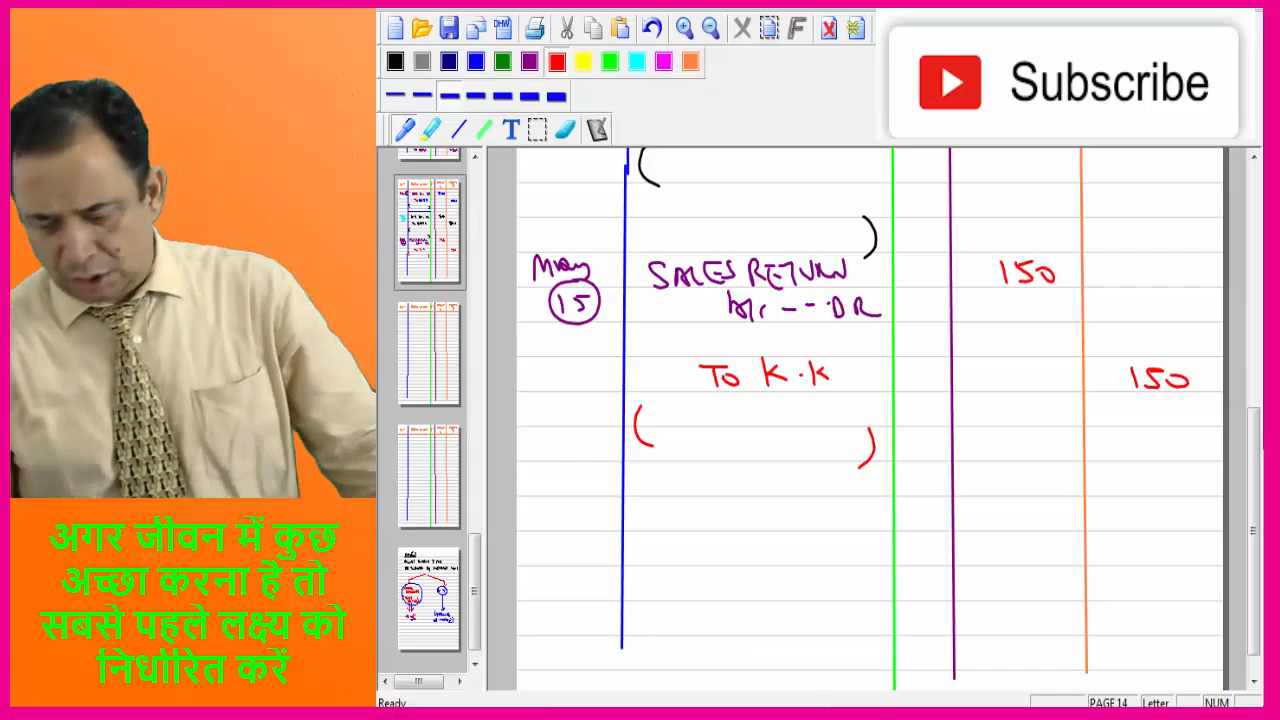 Subscribe
May
15
SALES RETURN
A/c - - - DR
150
To K.K
150
(
)
अगर जीवन में कुछ
अच्छा करना है तो
सबसे पहले लक्ष्य को
निर्धारित करें
Ready
PAGE 14
Letter
NUM